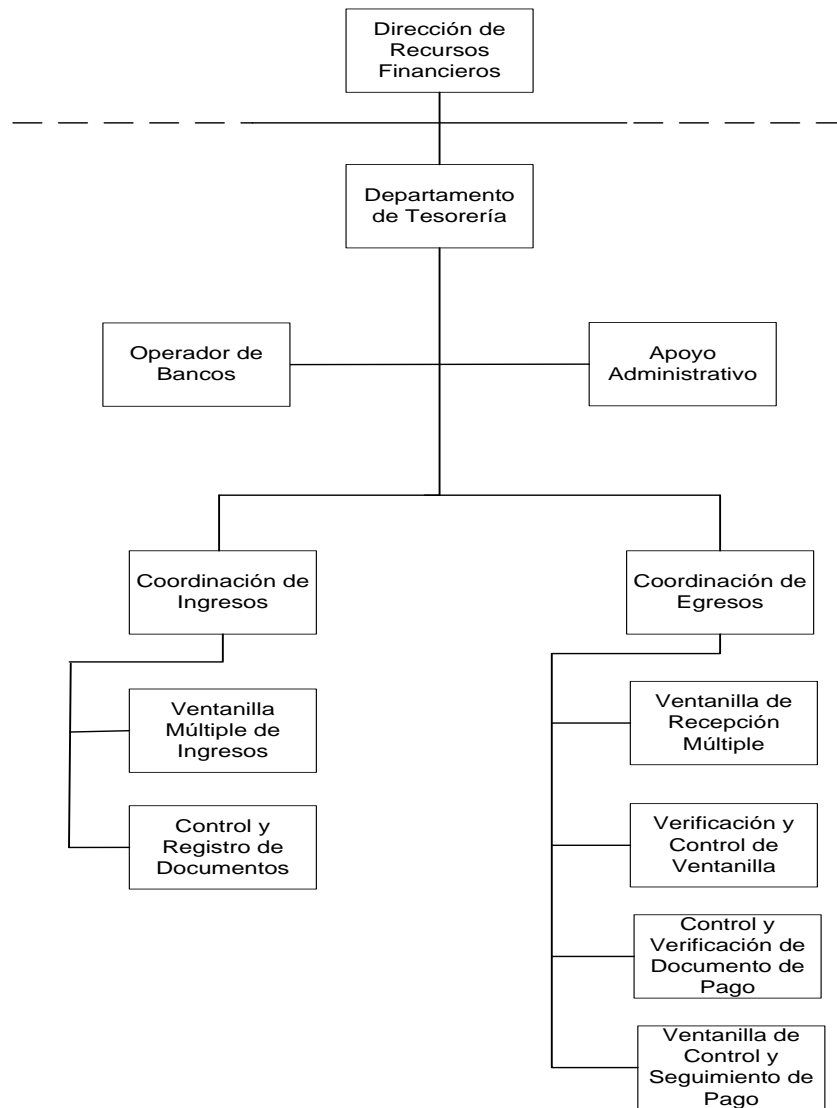 Dirección de
Recursos
Financieros
Departamento
de Tesorería
Operador de
Bancos
Apoyo
Administrativo
Coordinación de
Ingresos
Coordinación de
Egresos
Ventanilla
Múltiple de
Ingresos
Control y
Registro de
Documentos
Ventanilla de
Recepción
Múltiple
Verificación y
Control de
Ventanilla
Control y
Verificación de
Documento de
Pago
Ventanilla de
Control y
Seguimiento de
Pago